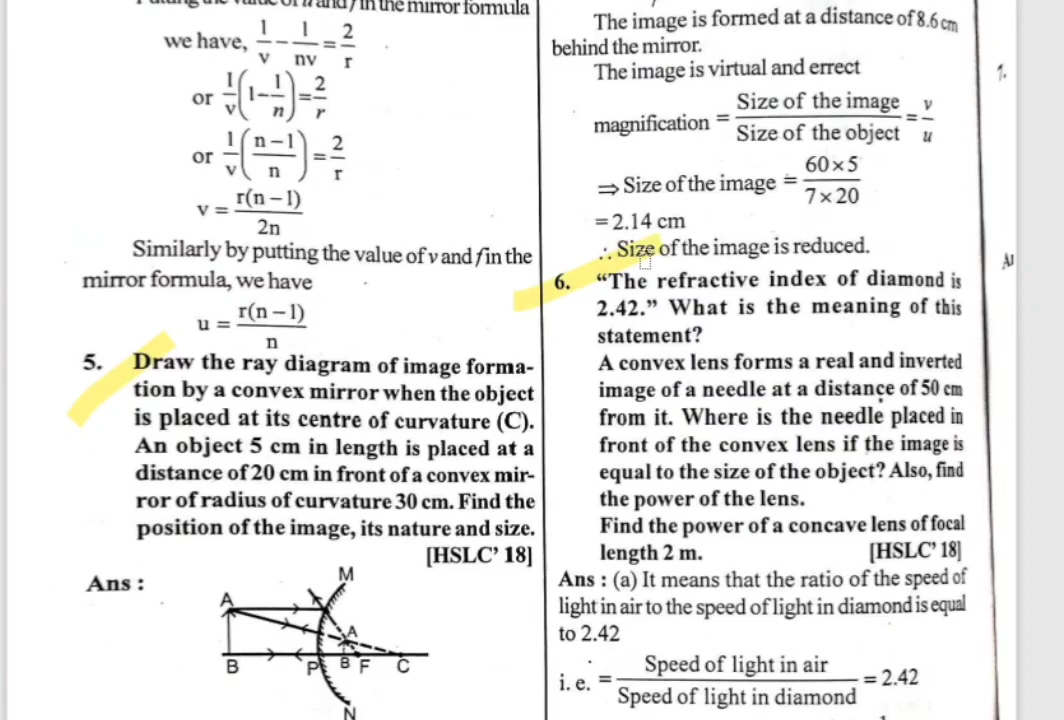 in the mirror formula
we have, 1/v - 1/nv = 2/r
or 1/v (1 - 1/n) = 2/r
or 1/v ((n-1)/n) = 2/r
v = r(n-1)/2n
Similarly by putting the value of v and f in the
mirror formula, we have
u = r(n-1)/n
5. Draw the ray diagram of image forma-
tion by a convex mirror when the object
is placed at its centre of curvature (C).
An object 5 cm in length is placed at a
distance of 20 cm in front of a convex mir-
ror of radius of curvature 30 cm. Find the
position of the image, its nature and size.
[HSLC' 18]
Ans :
M
A
A
B P B F C
N
The image is formed at a distance of 8.6 cm
behind the mirror.
The image is virtual and errect
magnification = Size of the image / Size of the object = v/u
⇒ Size of the image = 60×5 / 7×20
= 2.14 cm
∴ Size of the image is reduced.
6. “The refractive index of diamond is
2.42.” What is the meaning of this
statement?
A convex lens forms a real and inverted
image of a needle at a distance of 50 cm
from it. Where is the needle placed in
front of the convex lens if the image is
equal to the size of the object? Also, find
the power of the lens.
Find the power of a concave lens of focal
length 2 m. [HSLC' 18]
Ans : (a) It means that the ratio of the speed of
light in air to the speed of light in diamond is equal
to 2.42
i. e. = Speed of light in air / Speed of light in diamond = 2.42
7.